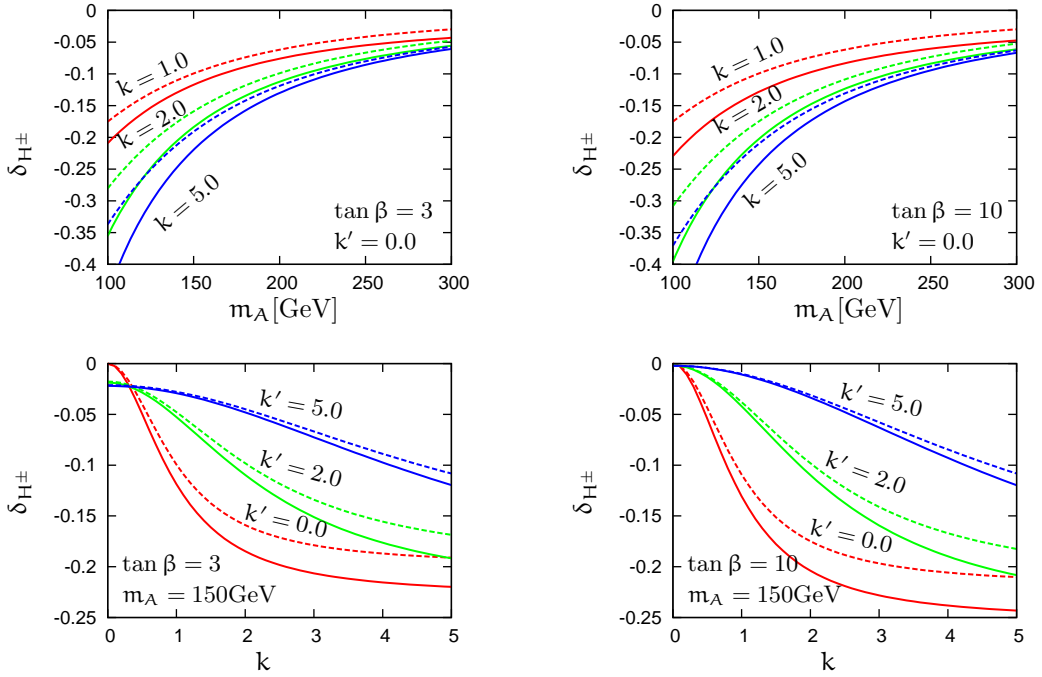 0
-0.05
-0.1
-0.15
-0.2
-0.25
-0.3
-0.35
-0.4
100
150
200
250
300
δH±
mA[GeV]
k = 1.0
k = 2.0
k = 5.0
tan β = 3
k′ = 0.0
0
-0.05
-0.1
-0.15
-0.2
-0.25
-0.3
-0.35
-0.4
100
150
200
250
300
δH±
mA[GeV]
k = 1.0
k = 2.0
k = 5.0
tan β = 10
k′ = 0.0
0
-0.05
-0.1
-0.15
-0.2
-0.25
0
1
2
3
4
5
δH±
k
k′ = 5.0
k′ = 2.0
k′ = 0.0
tan β = 3
mA = 150GeV
0
-0.05
-0.1
-0.15
-0.2
-0.25
0
1
2
3
4
5
δH±
k
k′ = 5.0
k′ = 2.0
k′ = 0.0
tan β = 10
mA = 150GeV